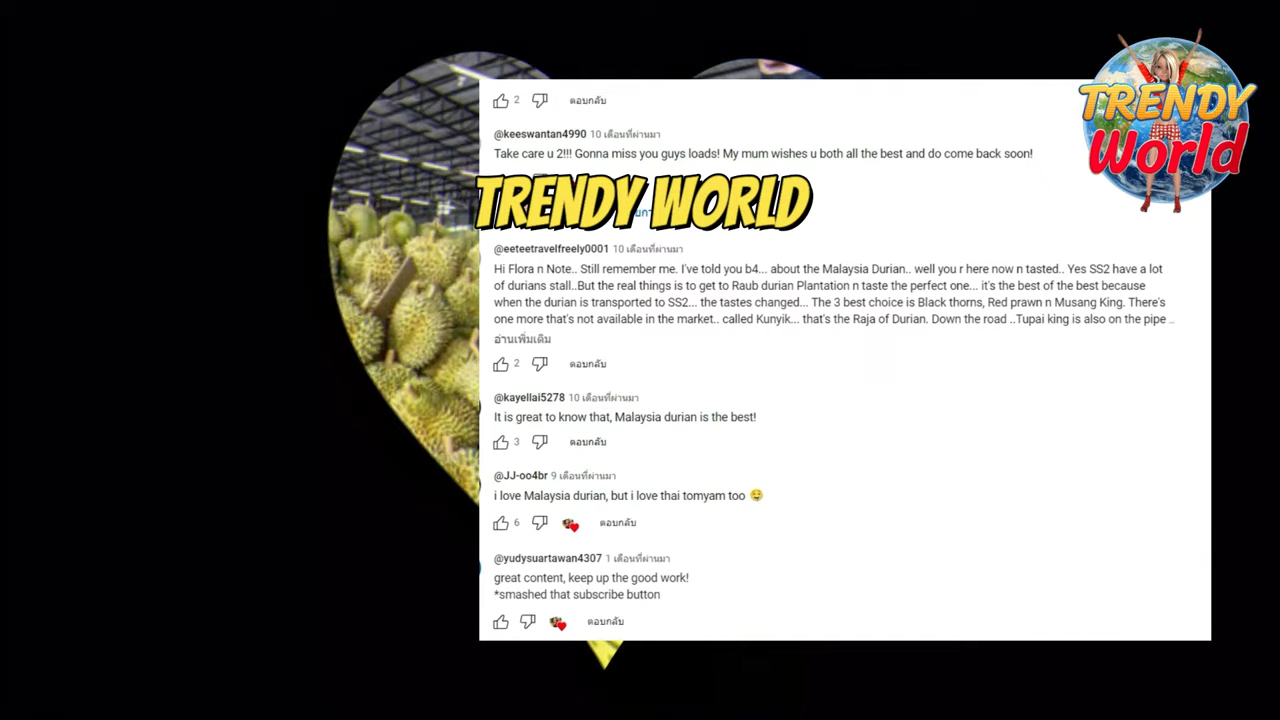 TRENDY
World
2 ตอบกลับ
@keeswantan4990 10 เดือนที่ผ่านมา
Take care u 2!!! Gonna miss you guys loads! My mum wishes u both all the best and do come back soon!
TRENDY WORLD
@eeteetravelfreely0001 10 เดือนที่ผ่านมา
Hi Flora n Note.. Still remember me. I've told you b4... about the Malaysia Durian.. well you r here now n tasted.. Yes SS2 have a lot
of durians stall..But the real things is to get to Raub durian Plantation n taste the perfect one... it's the best of the best because
when the durian is transported to SS2... the tastes changed... The 3 best choice is Black thorns, Red prawn n Musang King. There's
one more that's not available in the market.. called Kunyik... that's the Raja of Durian. Down the road ..Tupai king is also on the pipe ..
อ่านเพิ่มเติม
2 ตอบกลับ
@kayellai5278 10 เดือนที่ผ่านมา
It is great to know that, Malaysia durian is the best!
3 ตอบกลับ
@JJ-oo4br 9 เดือนที่ผ่านมา
i love Malaysia durian, but i love thai tomyam too 🤤
6 ตอบกลับ
@yudysuartawan4307 1 เดือนที่ผ่านมา
great content, keep up the good work!
*smashed that subscribe button
ตอบกลับ